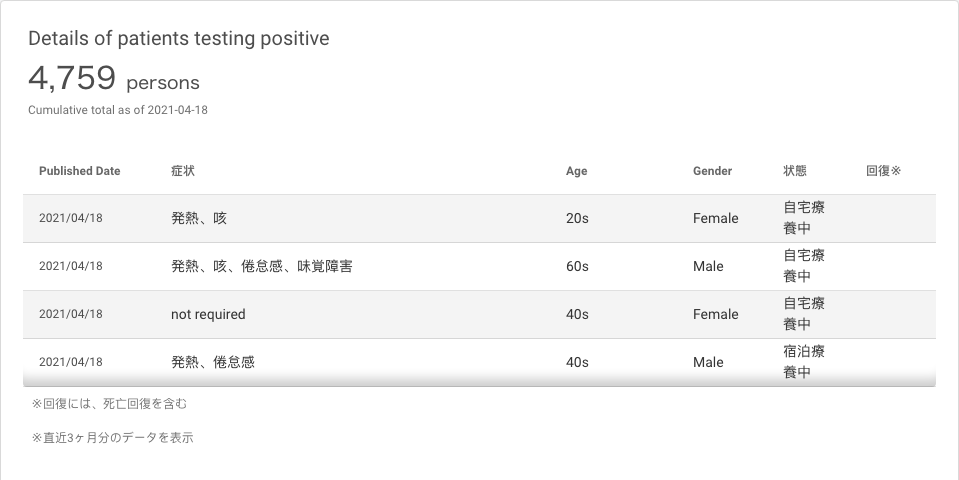 Details of patients testing positive
4,759 persons
Cumulative total as of 2021-04-18
Published Date 症状 Age Gender 状態 回復※
2021/04/18 発熱、咳 20s Female 自宅療
養中
2021/04/18 発熱、咳、倦怠感、味覚障害 60s Male 自宅療
養中
2021/04/18 not required 40s Female 自宅療
養中
2021/04/18 発熱、倦怠感 40s Male 宿泊療
養中
※回復には、死亡回復を含む
※直近3ヶ月分のデータを表示